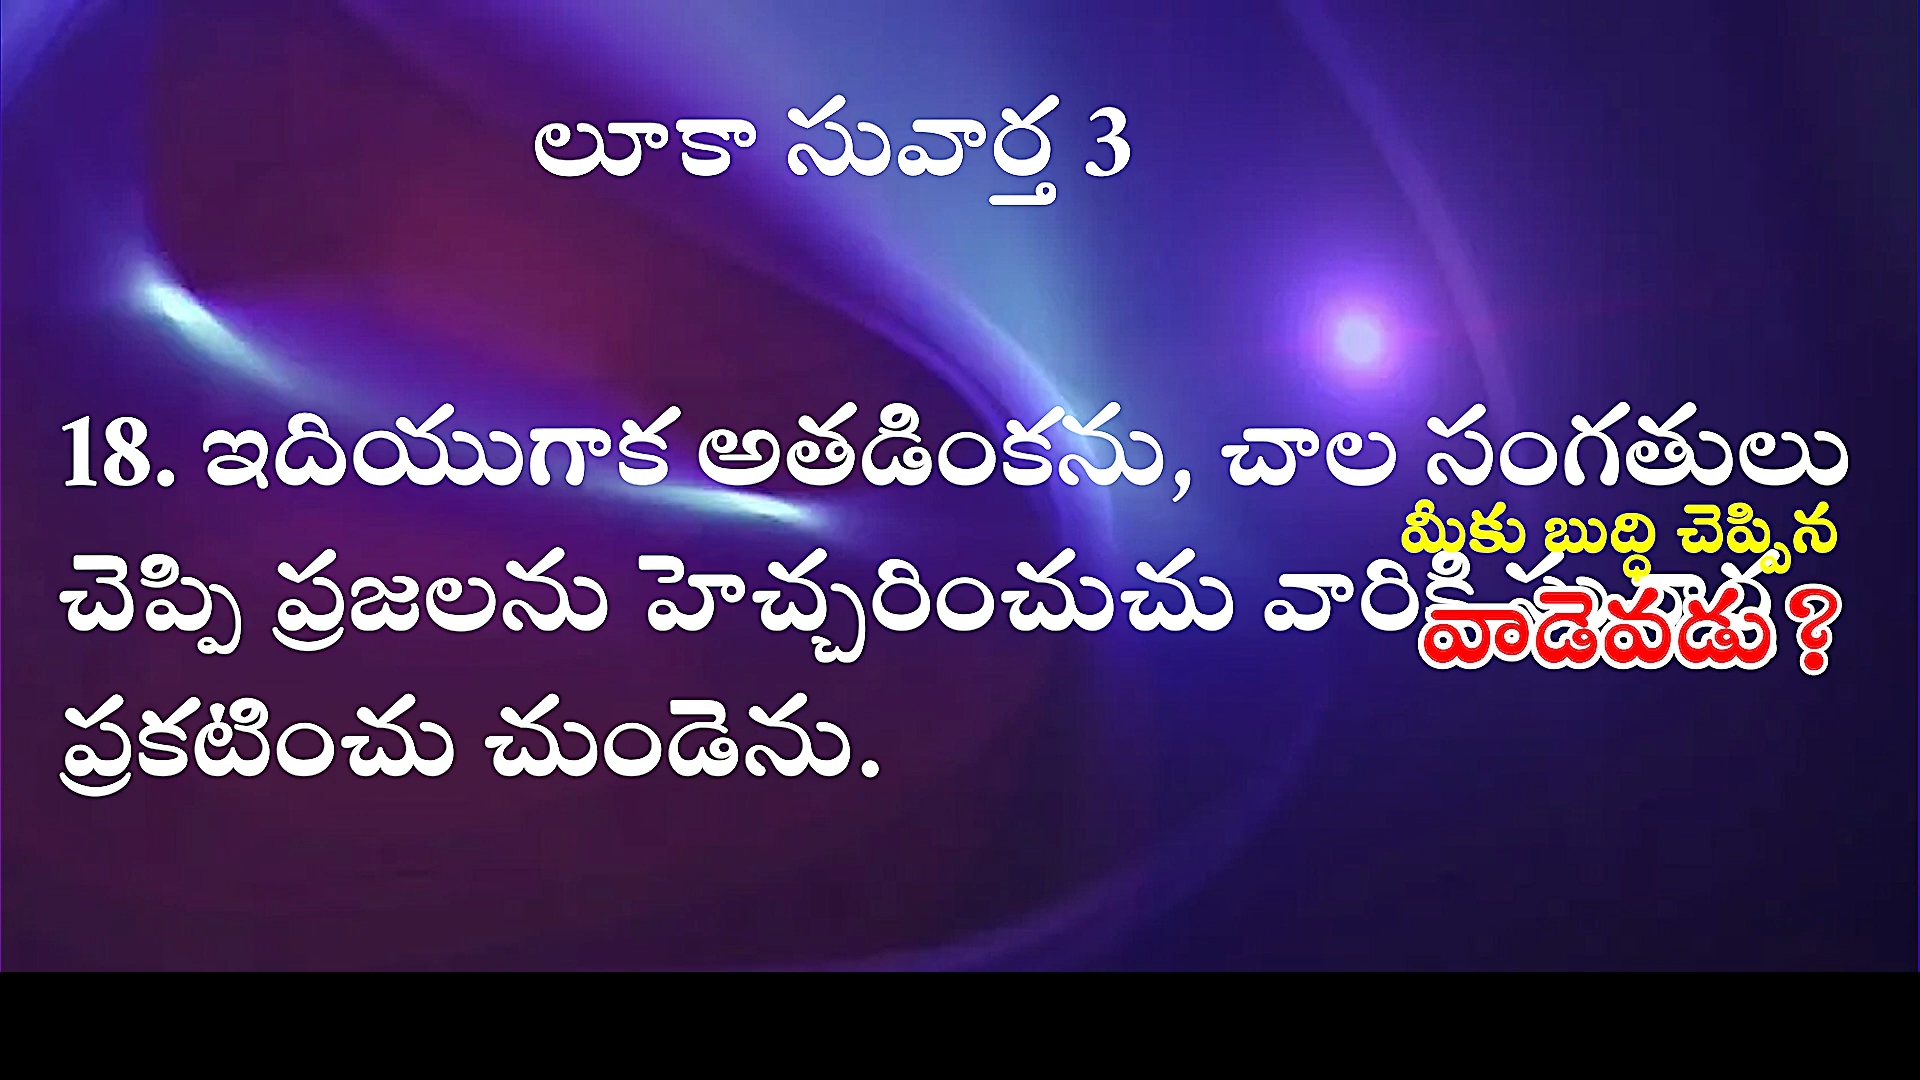 లూకా సువార్త 3
18. ఇదియుగాక అతడింకను, చాల సంగతులు
మీకు బుద్ధి చెప్పిన
చెప్పి ప్రజలను హెచ్చరించుచు వారికి
వాడెవడు ?
ప్రకటించు చుండెను.